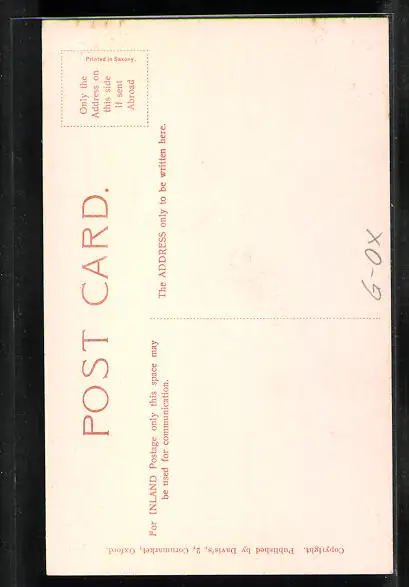 POST CARD.
Printed in Saxony.
Only the
Address on
this side
If sent
Abroad
For INLAND Postage only this space may
be used for communication.
The ADDRESS only to be written here.
G-OX
Copyright. Published by Davis's, 2, Cornmarket, Oxford.